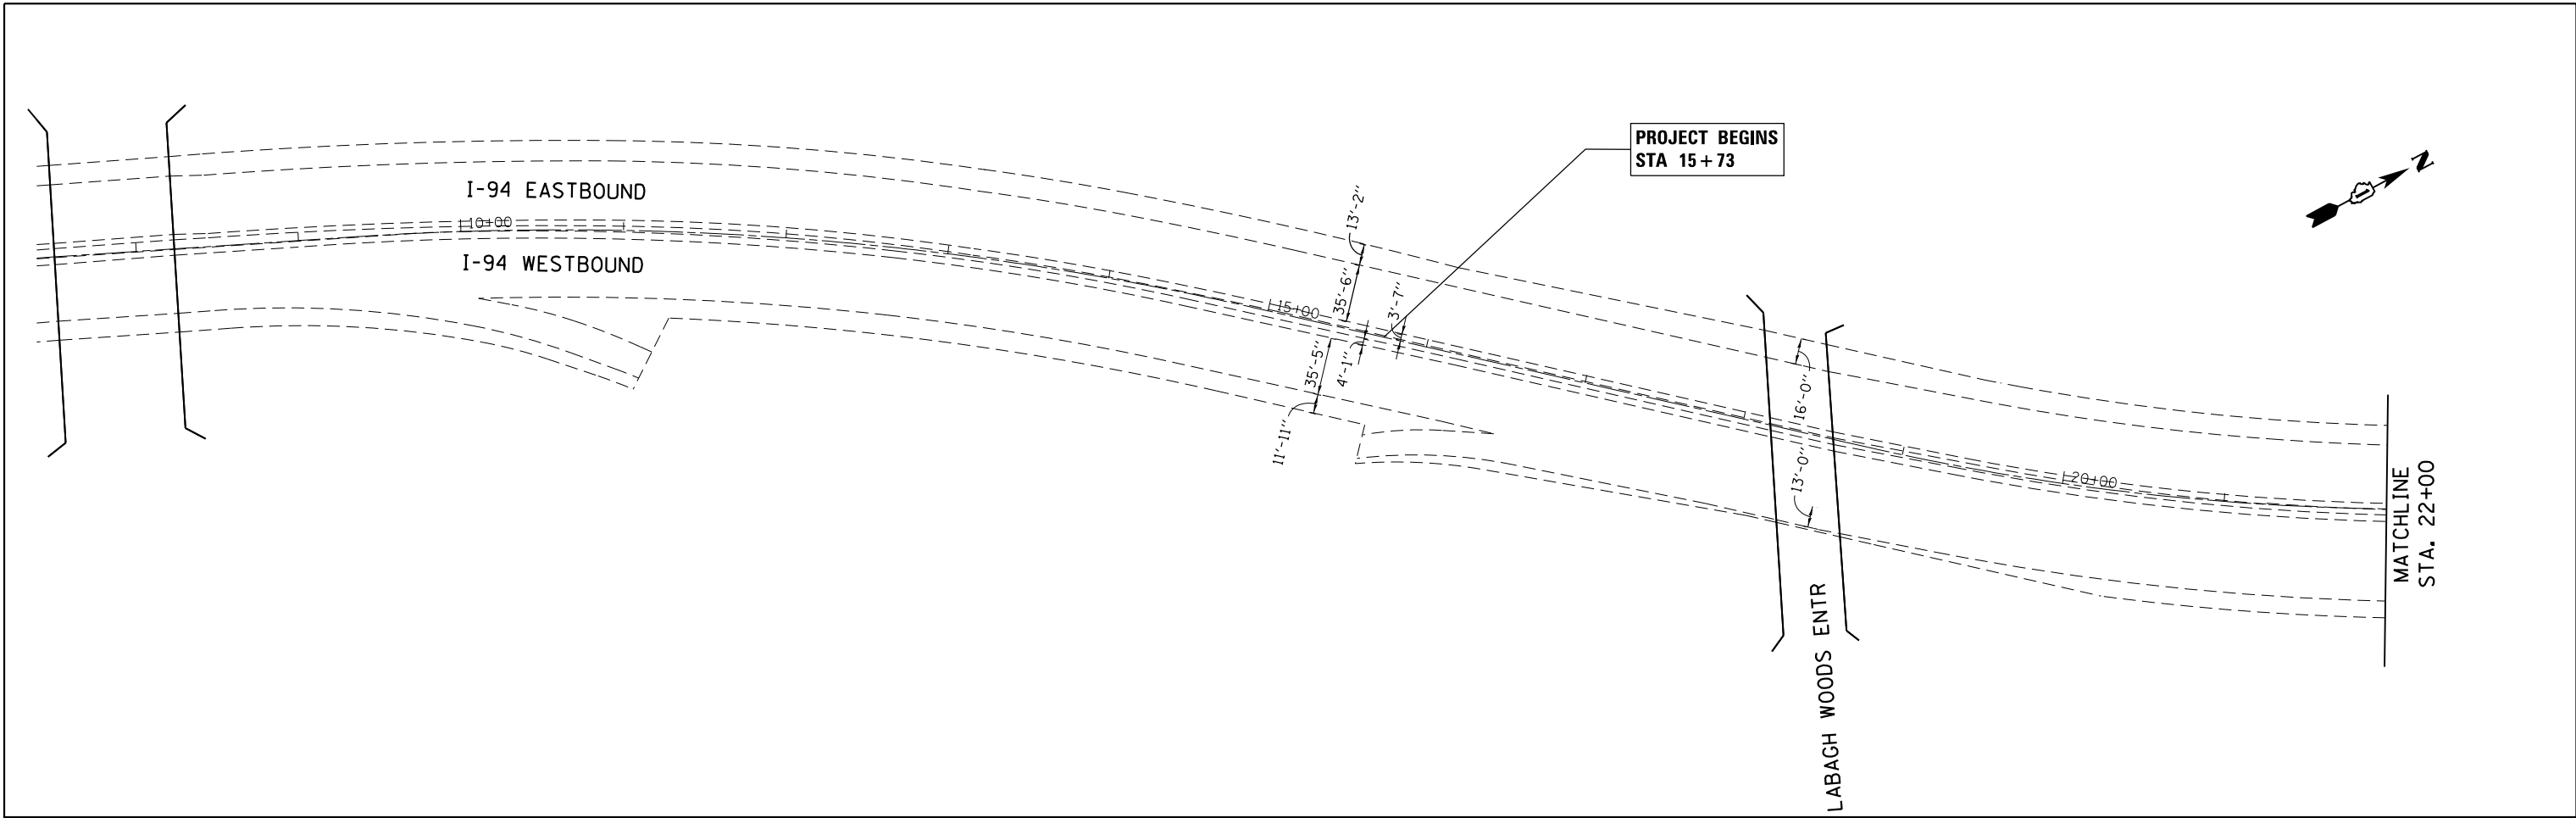 PROJECT BEGINS
STA 15+73
N
I-94 EASTBOUND
10+00
I-94 WESTBOUND
13'-2"
35'-6"
15+00
3'-7"
4'-1"
35'-5"
11'-11"
16'-0"
13'-0"
20+00
MATCHLINE
STA. 22+00
LABAGH WOODS ENTR